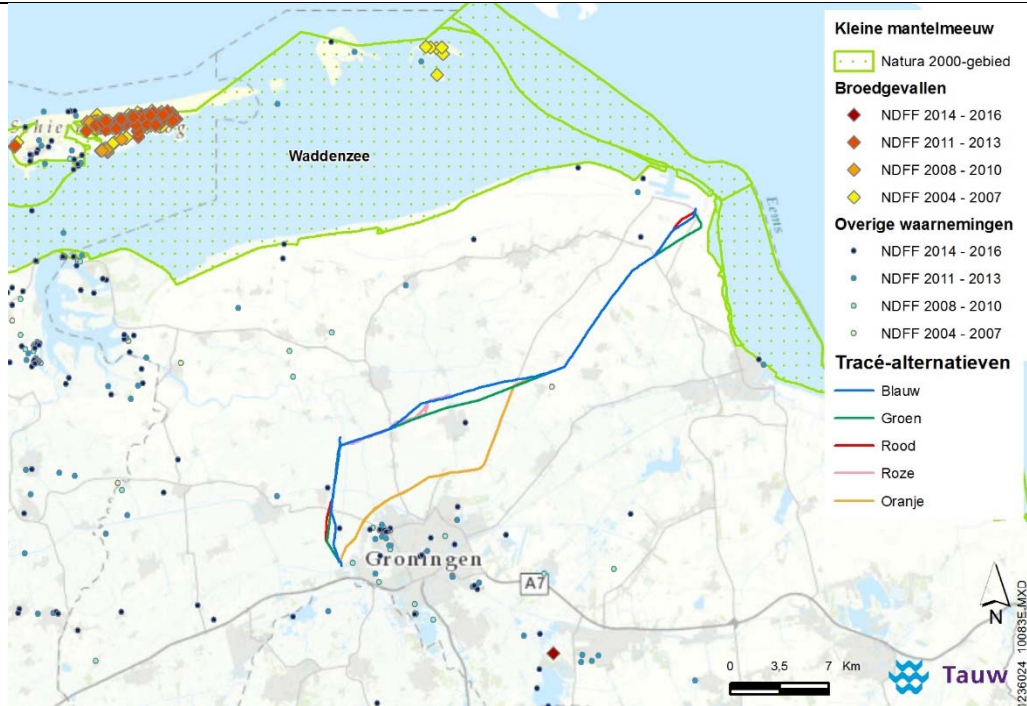 Kleine mantelmeeuw
Natura 2000-gebied
Broedgevallen
NDFF 2014 - 2016
NDFF 2011 - 2013
NDFF 2008 - 2010
NDFF 2004 - 2007
Overige waarnemingen
NDFF 2014 - 2016
NDFF 2011 - 2013
NDFF 2008 - 2010
NDFF 2004 - 2007
Tracé-alternatieven
Blauw
Groen
Rood
Roze
Oranje
Waddenzee
Eems
Groningen
A7
N
0 3,5 7 Km
Tauw
1236024_10083E.MXD